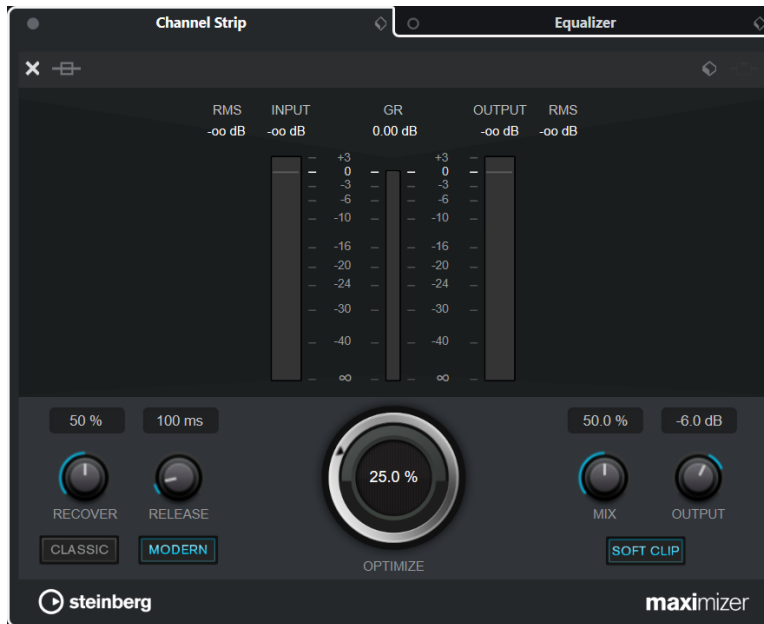 Channel Strip Equalizer
RMS INPUT GR OUTPUT RMS
-oo dB -oo dB 0.00 dB -oo dB -oo dB
+3 +3
0 0
-3 -3
-6 -6
-10 -10
-16 -16
-20 -20
-24 -24
-30 -30
-40 -40
∞ ∞
50 % 100 ms 50.0 % -6.0 dB
25.0 %
RECOVER RELEASE MIX OUTPUT
CLASSIC MODERN SOFT CLIP
OPTIMIZE
steinberg maximizer